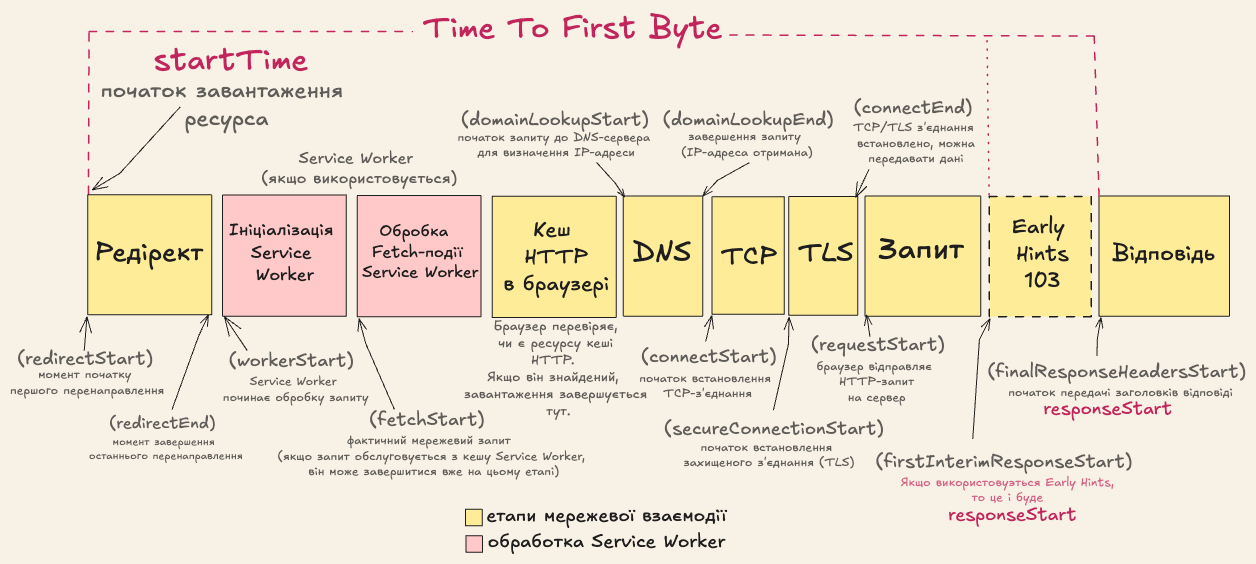 Time To First Byte
startTime
початок завантаження
ресурса
Service Worker
(якщо використовується)
(domainLookupStart)
початок запиту до DNS-сервера
для визначення IP-адреси
(domainLookupEnd)
завершення запиту
(IP-адреса отримана)
(connectEnd)
TCP/TLS з'єднання
встановлено, можна
передавати дані
Редірект
Ініціалізація
Service
Worker
Обробка
Fetch-події
Service Worker
Кеш
HTTP
в браузері
DNS
TCP
TLS
Запит
Early
Hints
103
Відповідь
(redirectStart)
момент початку
першого перенаправлення
(redirectEnd)
момент завершення
останнього перенаправлення
(workerStart)
Service Worker
починає обробку запиту
(fetchStart)
фактичний мережевий запит
(якщо запит обслуговується з кешу Service Worker,
він може завершитися вже на цьому етапі)
Браузер перевіряє,
чи є ресурсу кеші
HTTP.
Якщо він знайдений,
завантаження завершується
тут.
(connectStart)
початок встановлення
TCP-з'єднання
(secureConnectionStart)
початок встановлення
захищеного з'єднання (TLS)
(requestStart)
браузер відправляє
HTTP-запит
на сервер
(firstInterimResponseStart)
Якщо використовуэться Early Hints,
то це і буде
responseStart
(finalResponseHeadersStart)
початок передачі заголовків відповіді
responseStart
етапи мережевої взаємодії
обработка Service Worker